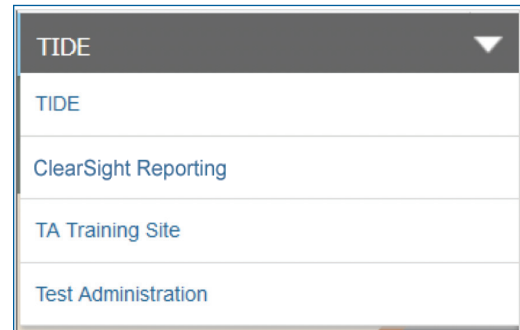 TIDE
TIDE
ClearSight Reporting
TA Training Site
Test Administration